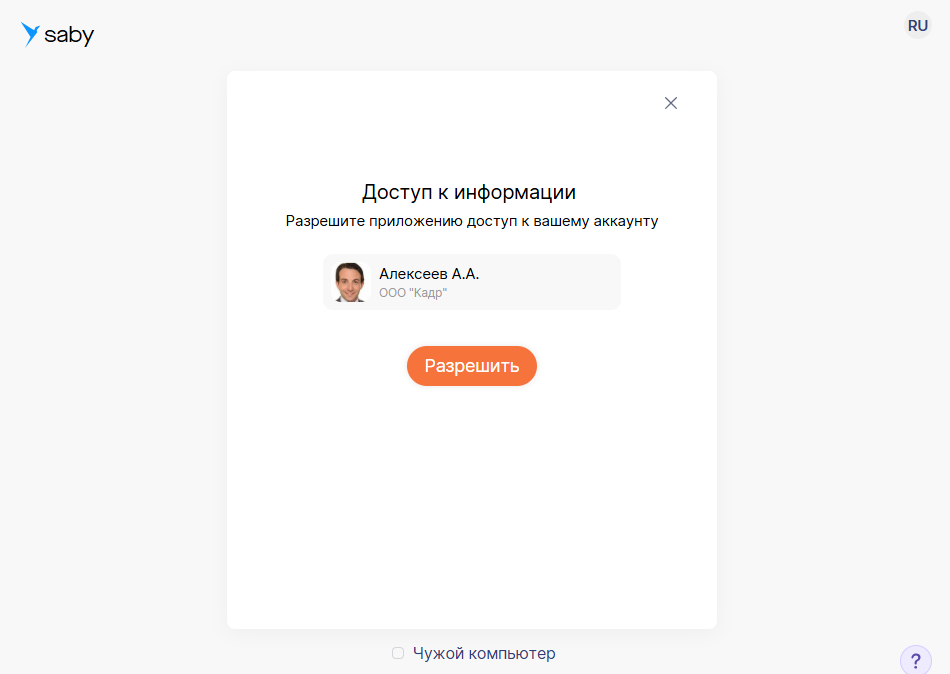 saby
RU
Доступ к информации
Разрешите приложению доступ к вашему аккаунту
Алексеев А.А.
ООО "Кадр"
Разрешить
Чужой компьютер
?